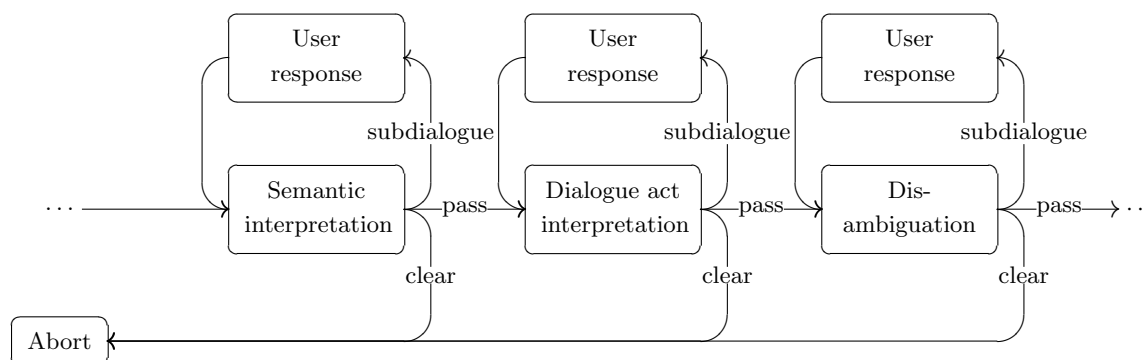 User
response
User
response
User
response
subdialogue
subdialogue
subdialogue
Semantic
interpretation
Dialogue act
interpretation
Dis-
ambiguation
...
pass
pass
pass
..
clear
clear
clear
Abort